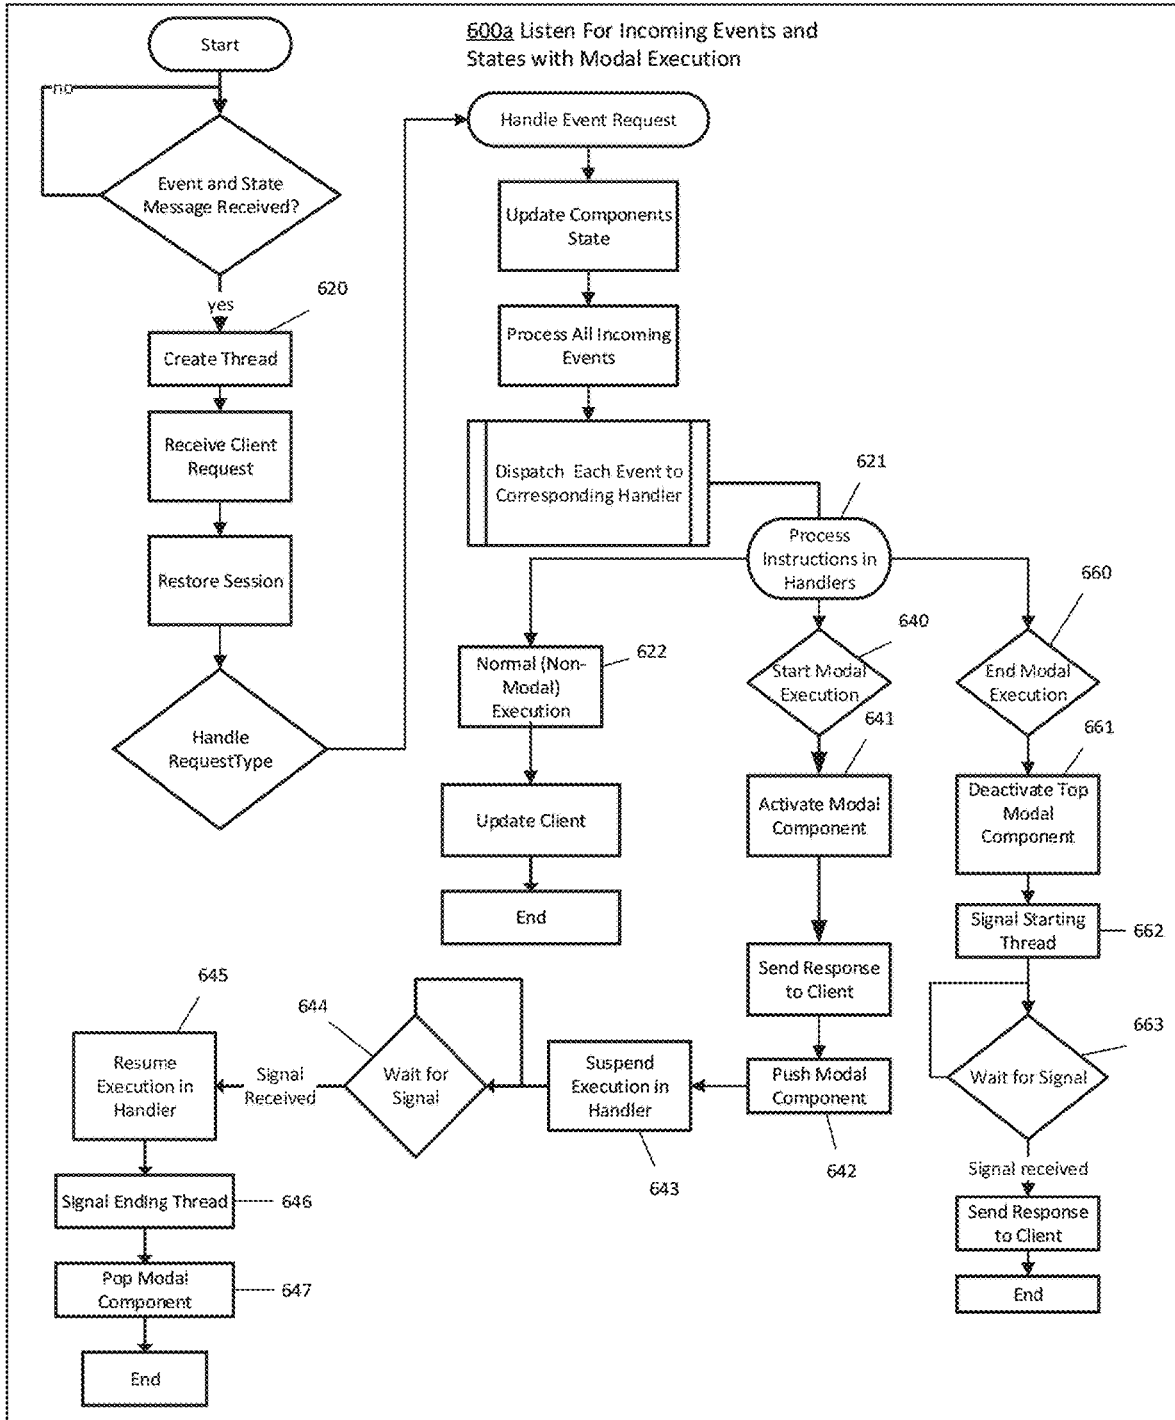 600a Listen For Incoming Events and
States with Modal Execution
Start
no
Event and State
Message Received?
yes
620
Create Thread
Receive Client
Request
Restore Session
Handle
RequestType
Handle Event Request
Update Components
State
Process All Incoming
Events
Dispatch Each Event to
Corresponding Handler
621
Process
Instructions in
Handlers
622
Normal (Non-
Modal)
Execution
Update Client
End
640
Start Modal
Execution
641
Activate Modal
Component
Send Response
to Client
Push Modal
Component
642
Suspend
Execution in
Handler
643
644
Wait for
Signal
Signal
Received
645
Resume
Execution in
Handler
Signal Ending Thread
646
Pop Modal
Component
647
End
660
End Modal
Execution
661
Deactivate Top
Modal
Component
Signal Starting
Thread
662
663
Wait for Signal
Signal received
Send Response
to Client
End